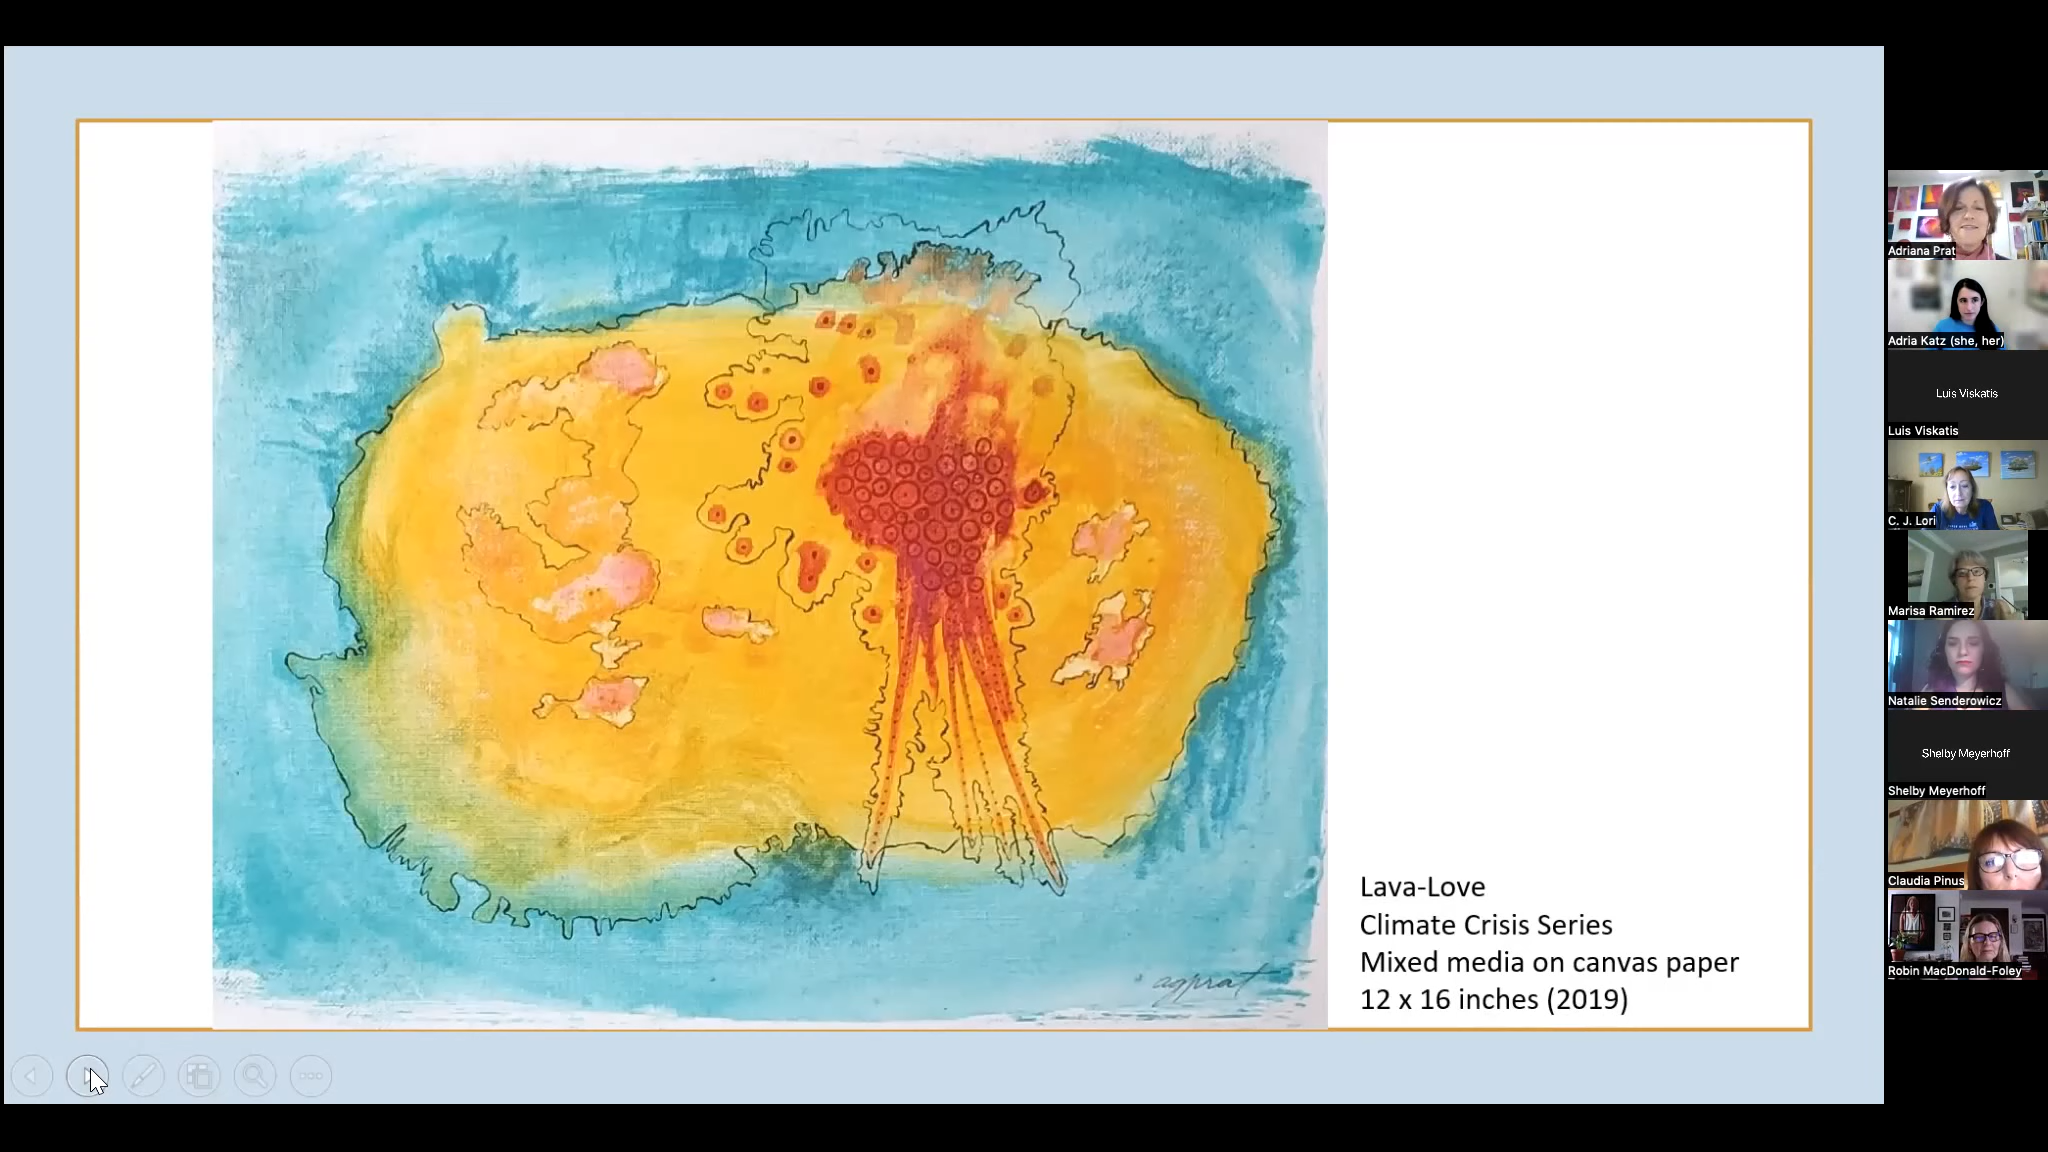 Lava-Love
Climate Crisis Series
Mixed media on canvas paper
12 x 16 inches (2019)
agprat
Adriana Prat
Adria Katz (she, her)
Luis Viskatis
Luis Viskatis
C. J. Lori
Marisa Ramirez
Natalie Senderowicz
Shelby Meyerhoff
Shelby Meyerhoff
Claudia Pinus
Robin MacDonald-Foley